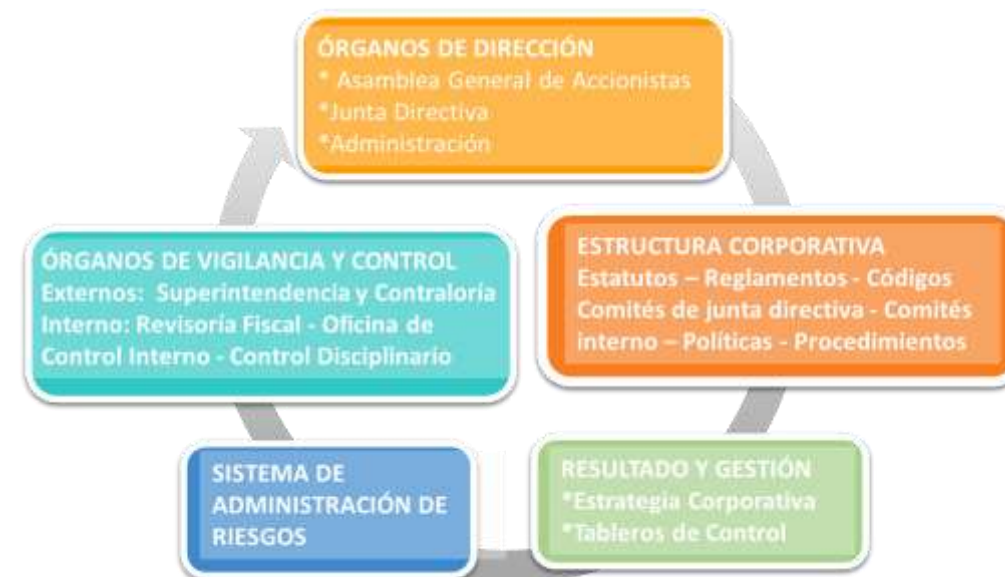 ÓRGANOS DE DIRECCIÓN
* Asamblea General de Accionistas
*Junta Directiva
*Administración
ESTRUCTURA CORPORATIVA
Estatutos – Reglamentos - Códigos
Comités de junta directiva - Comités
interno – Políticas - Procedimientos
RESULTADO Y GESTIÓN
*Estrategia Corporativa
*Tableros de Control
SISTEMA DE
ADMINISTRACIÓN DE
RIESGOS
ÓRGANOS DE VIGILANCIA Y CONTROL
Externos: Superintendencia y Contraloría
Interno: Revisoría Fiscal - Oficina de
Control Interno - Control Disciplinario